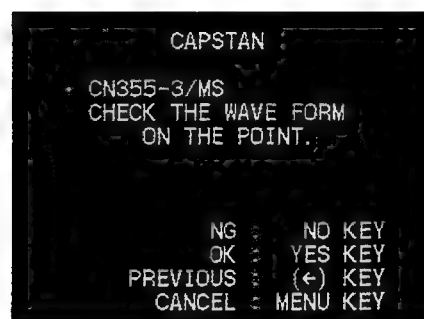 CAPSTAN
CN355-3/MS
CHECK THE WAVE FORM
ON THE POINT.
NG : NO KEY
OK : YES KEY
PREVIOUS : (←) KEY
CANCEL : MENU KEY